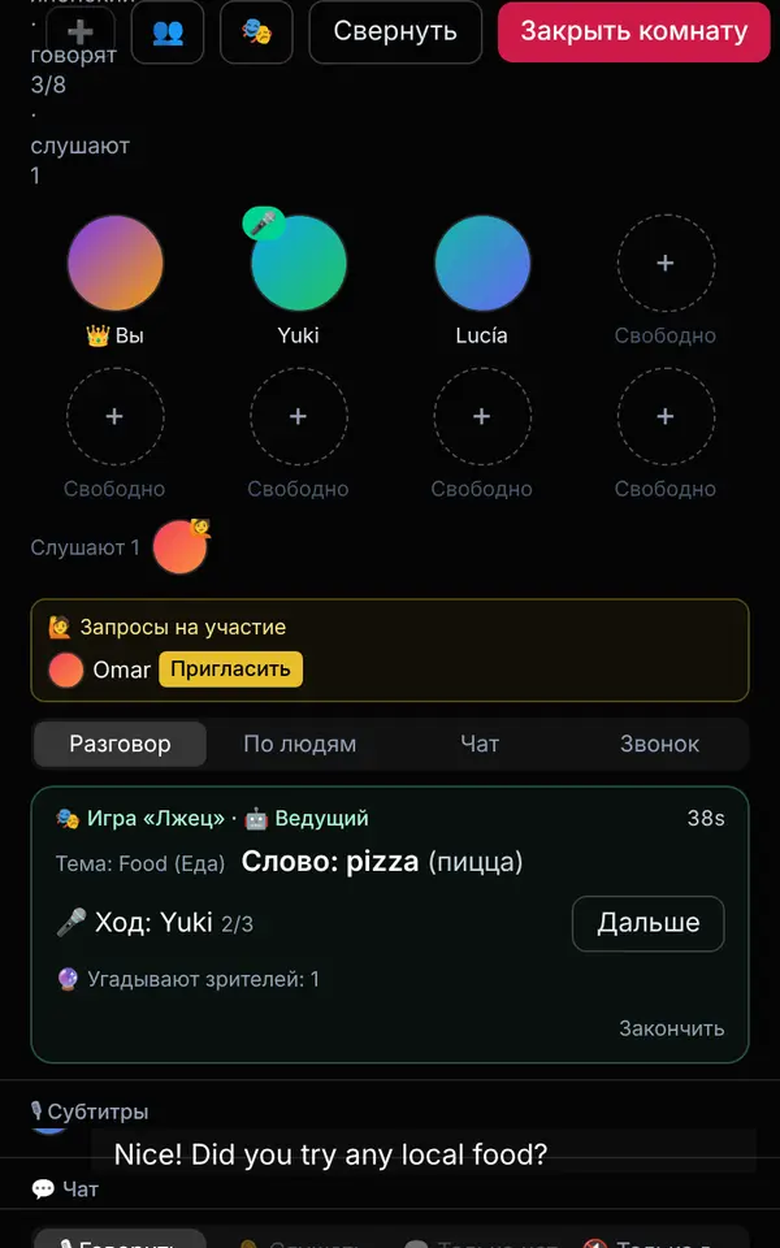 говорят
3/8
·
слушают
1
Свернуть
Закрыть комнату
👑 Вы
Yuki
Lucía
Свободно
Свободно
Свободно
Свободно
Свободно
Слушают 1
🙋 Запросы на участие
Omar Пригласить
Разговор По людям Чат Звонок
🎭 Игра «Лжец» · 🤖 Ведущий 38s
Тема: Food (Еда) Слово: pizza (пицца)
🎤 Ход: Yuki 2/3 Дальше
🔮 Угадывают зрителей: 1
Закончить
🎙 Субтитры
Nice! Did you try any local food?
💬 Чат